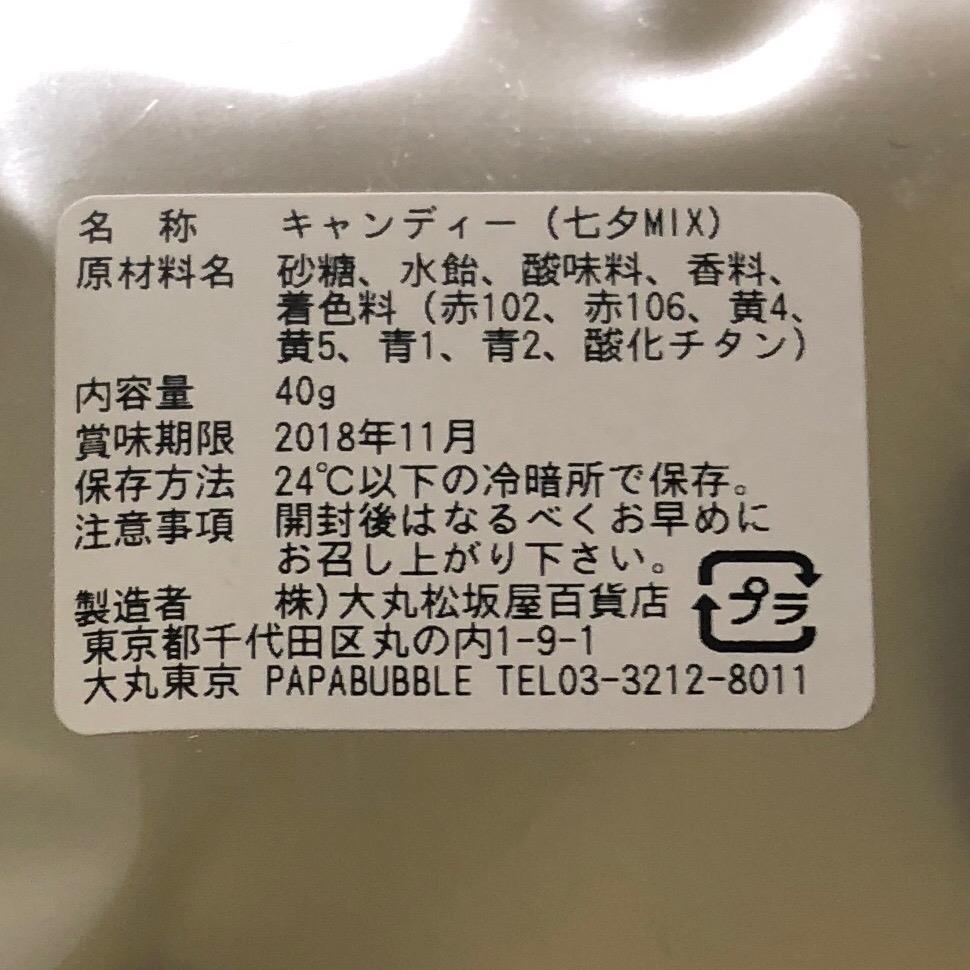 名 称 キャンディー（七夕MIX）
原材料名 砂糖、水飴、酸味料、香料、
着色料（赤102、赤106、黄4、
黄5、青1、青2、酸化チタン）
内容量 40g
賞味期限 2018年11月
保存方法 24℃以下の冷暗所で保存。
注意事項 開封後はなるべくお早めに
お召し上がり下さい。
製造者 株）大丸松坂屋百貨店
プラ
東京都千代田区丸の内1-9-1
大丸東京 PAPABUBBLE TEL03-3212-8011